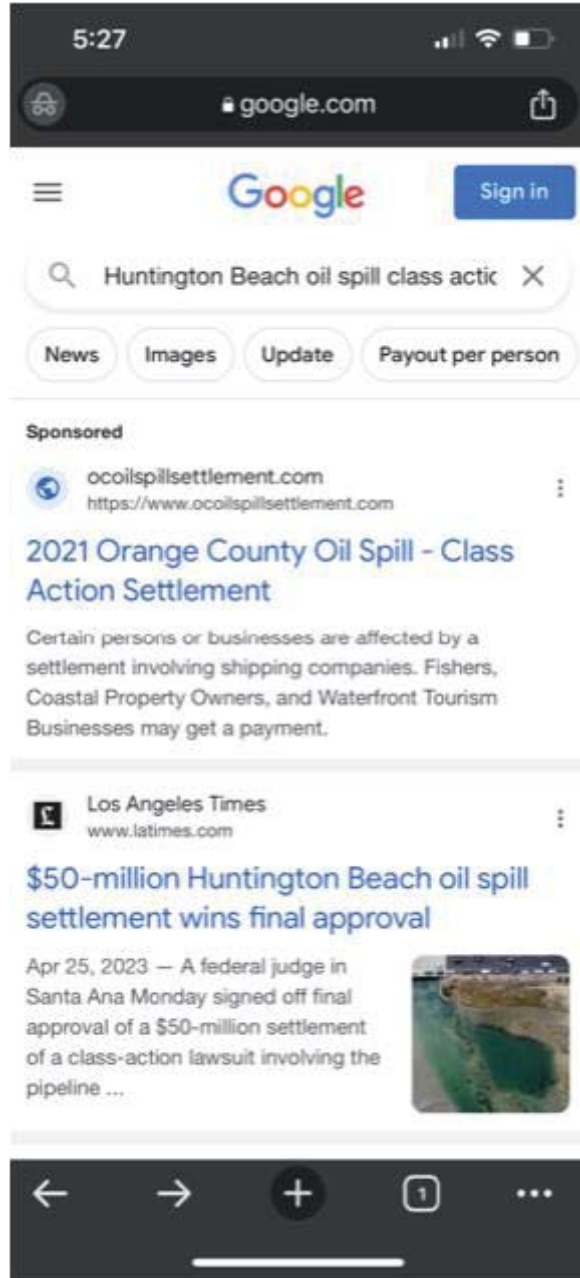 5:27
google.com
Google
Sign in
Huntington Beach oil spill class actic
News
Images
Update
Payout per person
Sponsored
ocoilspillsettlement.com
https://www.ocoilspillsettlement.com
2021 Orange County Oil Spill - Class
Action Settlement
Certain persons or businesses are affected by a
settlement involving shipping companies. Fishers,
Coastal Property Owners, and Waterfront Tourism
Businesses may get a payment.
Los Angeles Times
www.latimes.com
$50-million Huntington Beach oil spill
settlement wins final approval
Apr 25, 2023 — A federal judge in
Santa Ana Monday signed off final
approval of a $50-million settlement
of a class-action lawsuit involving the
pipeline ...
1